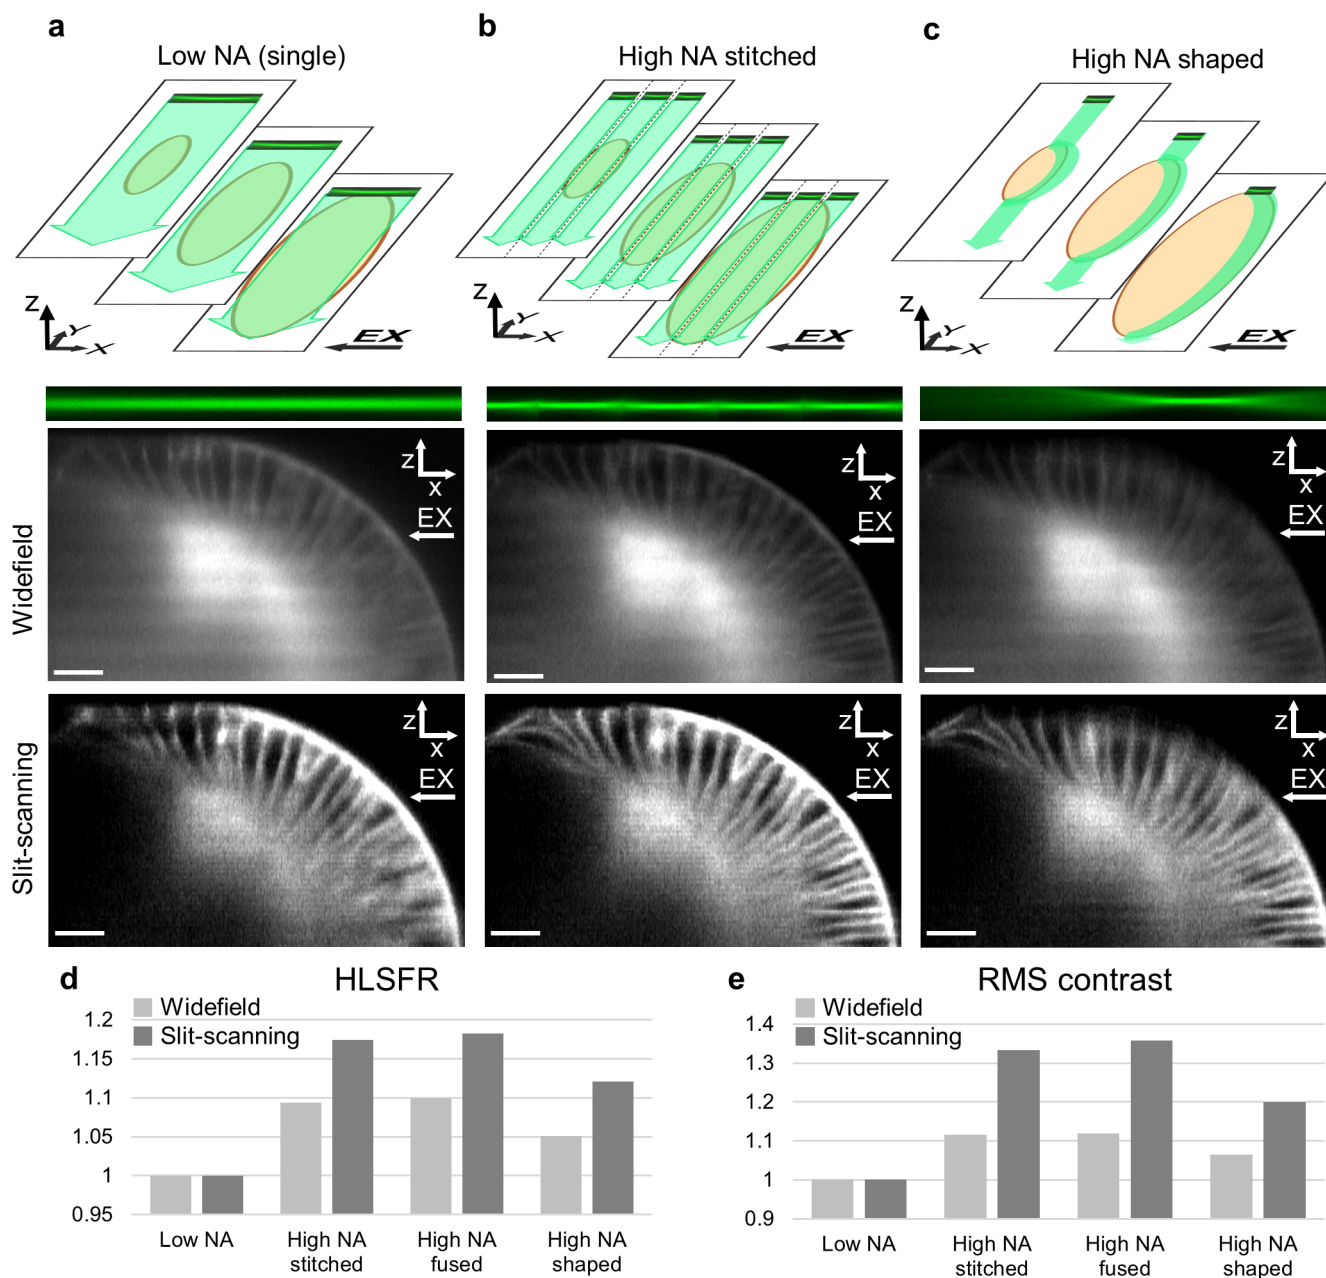 a
b
c
Low NA (single)
High NA stitched
High NA shaped
Z
Y
X
EX
Z
Y
X
EX
Z
Y
X
EX
Widefield
z
x
EX
z
x
EX
z
x
EX
Slit-scanning
z
x
EX
z
x
EX
z
x
EX
d
HLSFR
Widefield
Slit-scanning
1.2
1.15
1.1
1.05
1
0.95
Low NA
High NA
stitched
High NA
fused
High NA
shaped
e
RMS contrast
Widefield
Slit-scanning
1.4
1.3
1.2
1.1
1
0.9
Low NA
High NA
stitched
High NA
fused
High NA
shaped